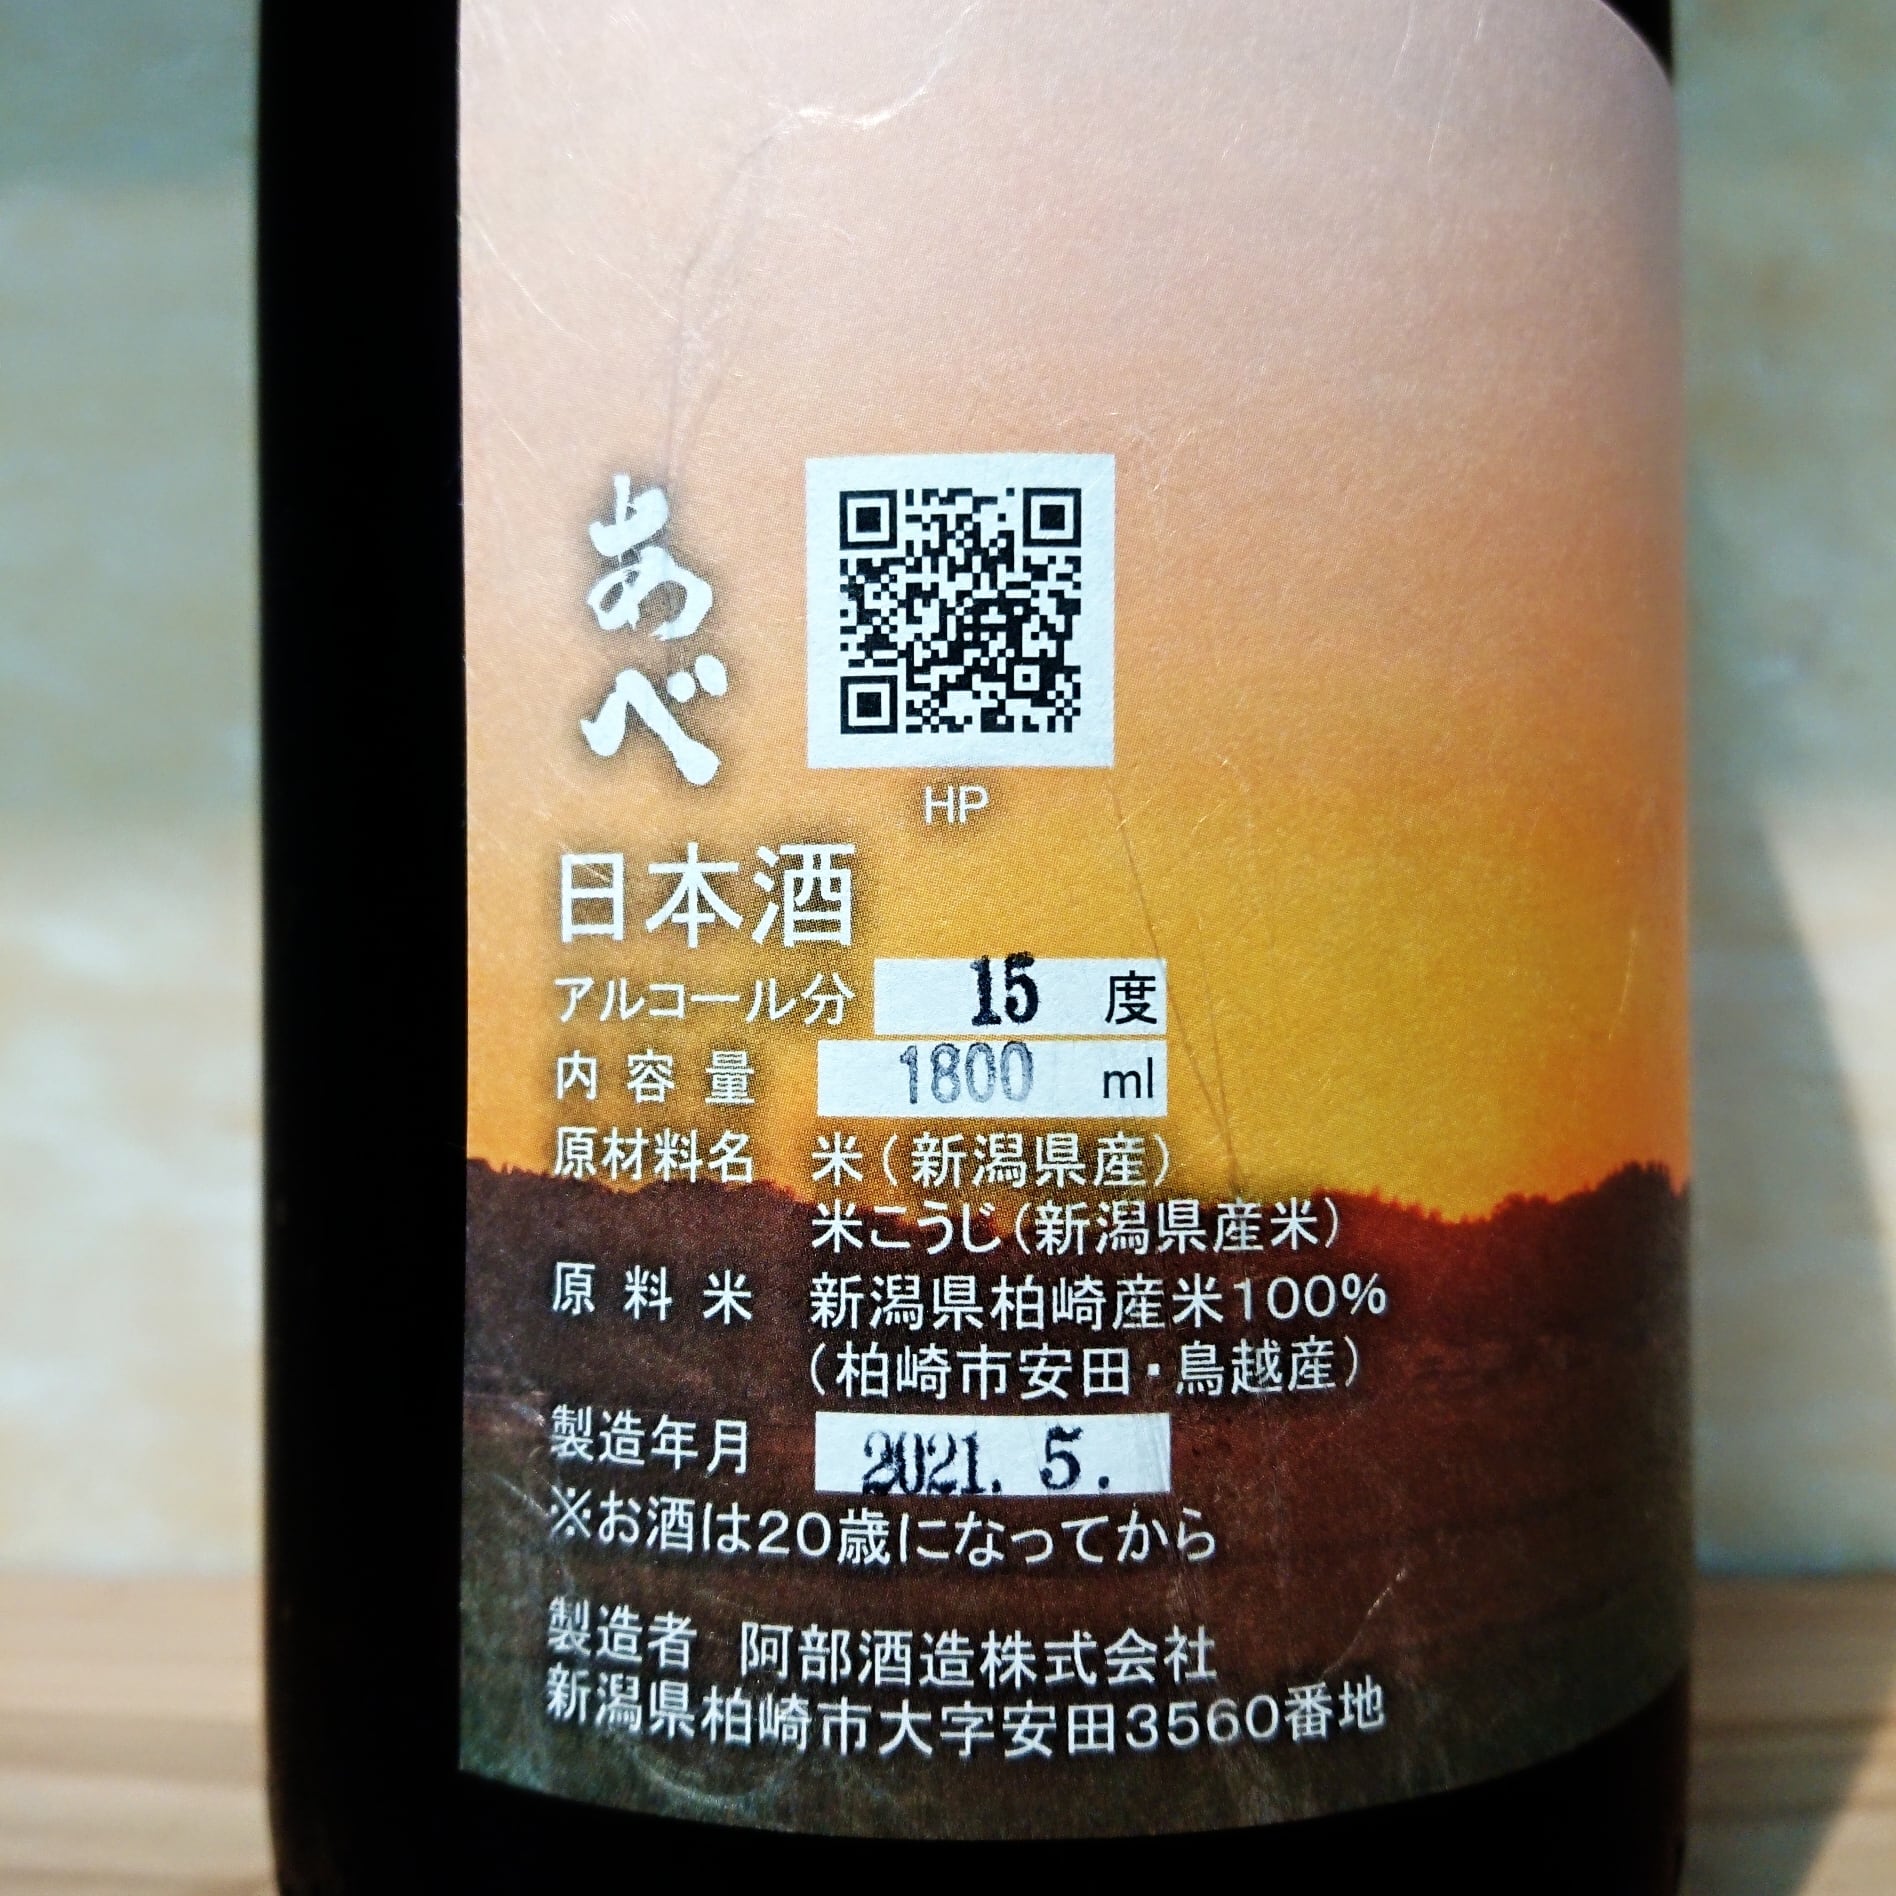 あべ
HP
日本酒
アルコール分 15 度
内容量 1800 ml
原材料名 米(新潟県産)
米こうじ(新潟県産米)
原料米 新潟県柏崎産米100%
(柏崎市安田・鳥越産)
製造年月 2021. 5.
※お酒は20歳になってから
製造者 阿部酒造株式会社
新潟県柏崎市大字安田3560番地